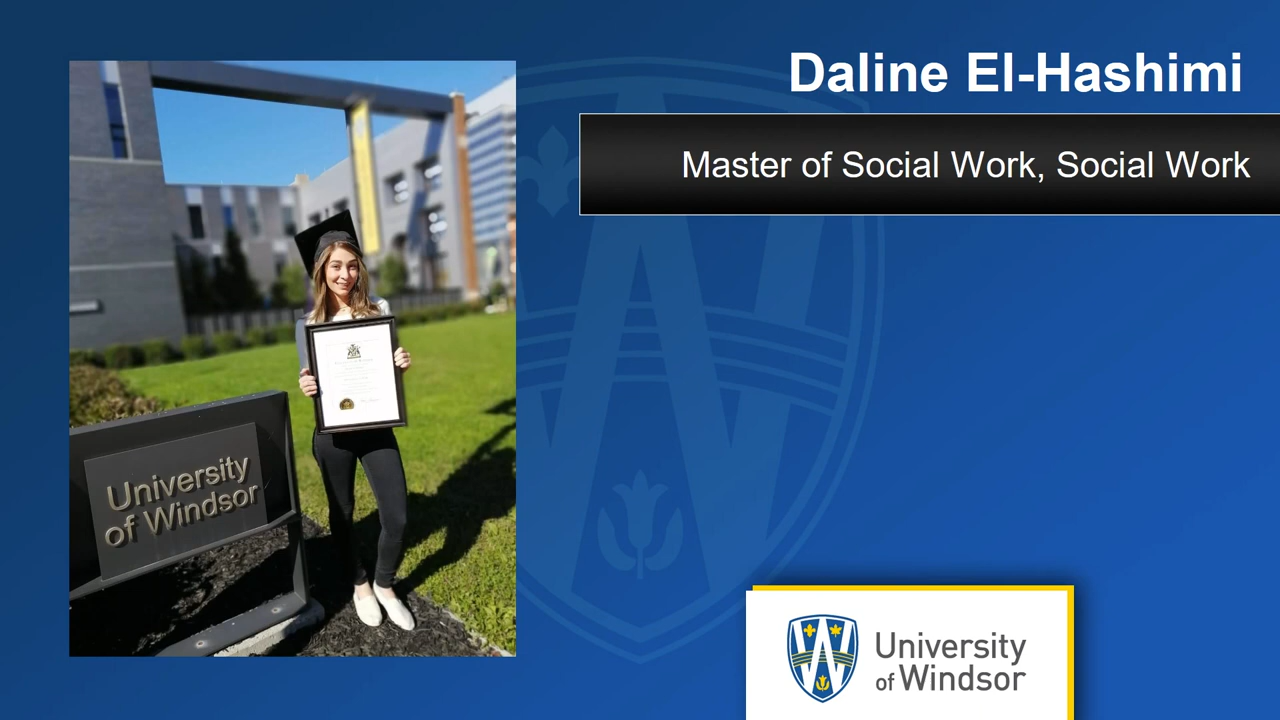 Daline El-Hashimi
Master of Social Work, Social Work
University
of Windsor
University
of Windsor